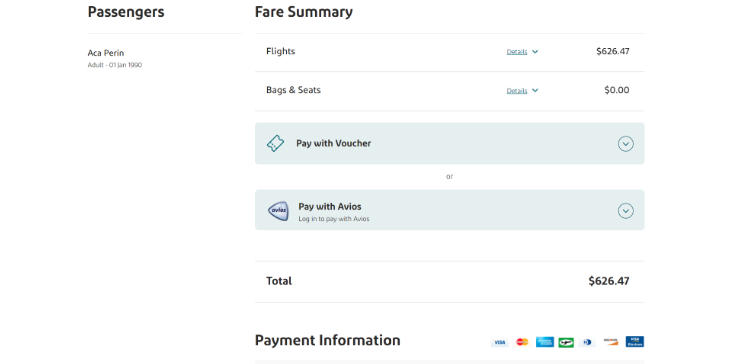 Passengers
Aca Perin
Adult - 01 Jan 1990
Fare Summary
Flights Details $626.47
Bags & Seats Details $0.00
Pay with Voucher
or
avios Pay with Avios
Log in to pay with Avios
Total $626.47
Payment Information VISA